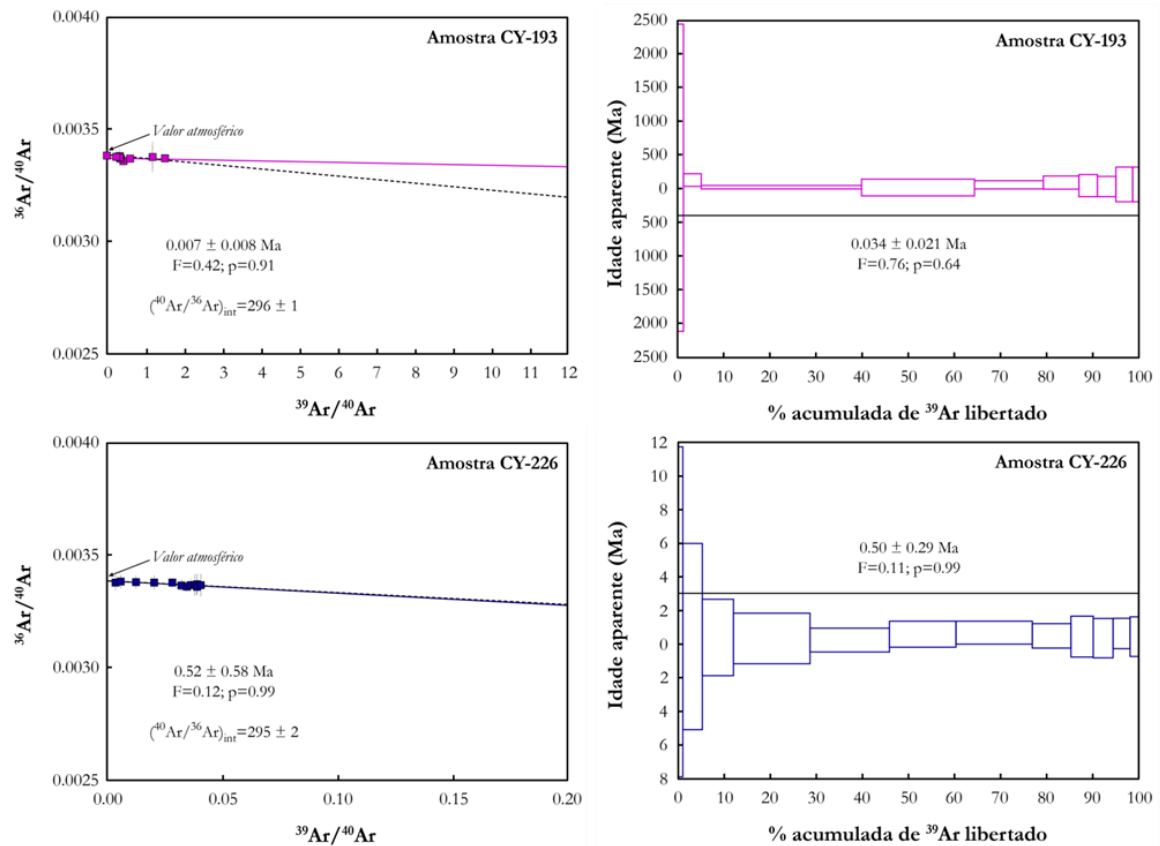 Amostra CY-193
0.0040
0.0035
0.0030
0.0025
³⁶Ar/⁴⁰Ar
Valor atmosférico
0.007 ± 0.008 Ma
F=0.42; p=0.91
(⁴⁰Ar/³⁶Ar)int=296 ± 1
0 1 2 3 4 5 6 7 8 9 10 11 12
³⁹Ar/⁴⁰Ar
Amostra CY-193
2500
2000
1500
1000
500
0
500
1000
1500
2000
2500
Idade aparente (Ma)
0.034 ± 0.021 Ma
F=0.76; p=0.64
0 10 20 30 40 50 60 70 80 90 100
% acumulada de ³⁹Ar libertado
Amostra CY-226
0.0040
0.0035
0.0030
0.0025
³⁶Ar/⁴⁰Ar
Valor atmosférico
0.52 ± 0.58 Ma
F=0.12; p=0.99
(⁴⁰Ar/³⁶Ar)int=295 ± 2
0.00 0.05 0.10 0.15 0.20
³⁹Ar/⁴⁰Ar
Amostra CY-226
12
10
8
6
4
2
0
2
4
6
8
Idade aparente (Ma)
0.50 ± 0.29 Ma
F=0.11; p=0.99
0 10 20 30 40 50 60 70 80 90 100
% acumulada de ³⁹Ar libertado